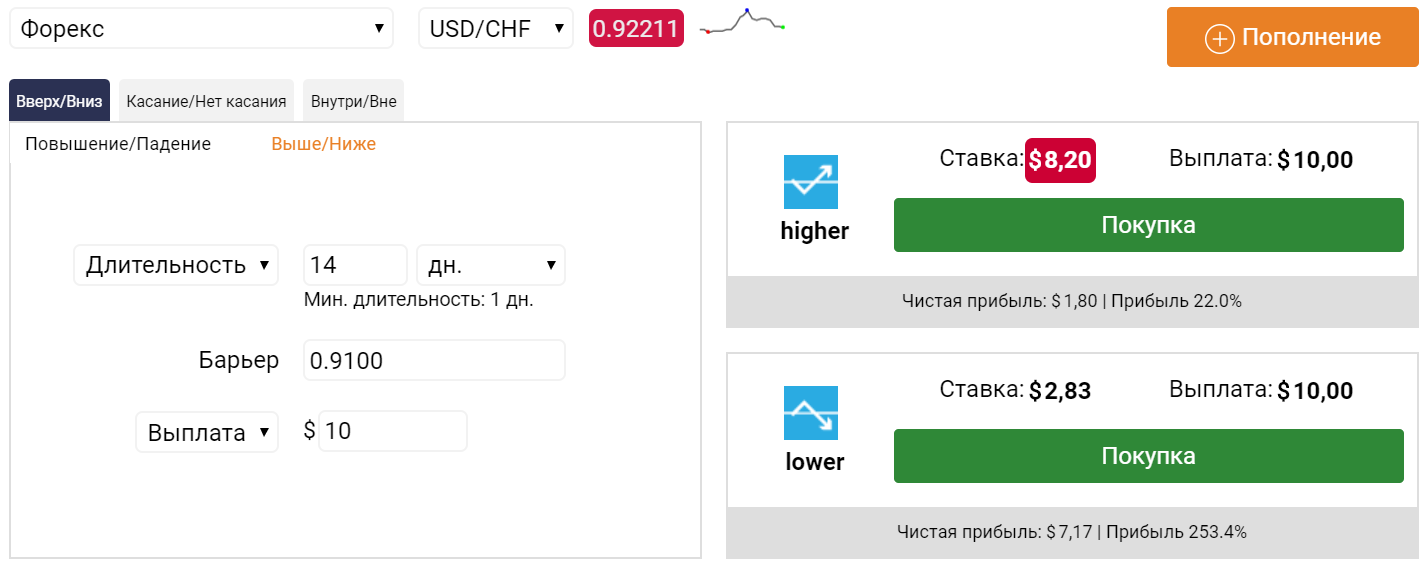 Форекс
USD/CHF
0.92211
Пополнение
Вверх/Вниз
Касание/Нет касания
Внутри/Вне
Повышение/Падение
Выше/Ниже
Длительность
14
дн.
Мин. длительность: 1 дн.
Барьер
0.9100
Выплата
$ 10
Ставка: $8,20
Выплата: $10,00
higher
Покупка
Чистая прибыль: $1,80 | Прибыль 22.0%
Ставка: $2,83
Выплата: $10,00
lower
Покупка
Чистая прибыль: $7,17 | Прибыль 253.4%